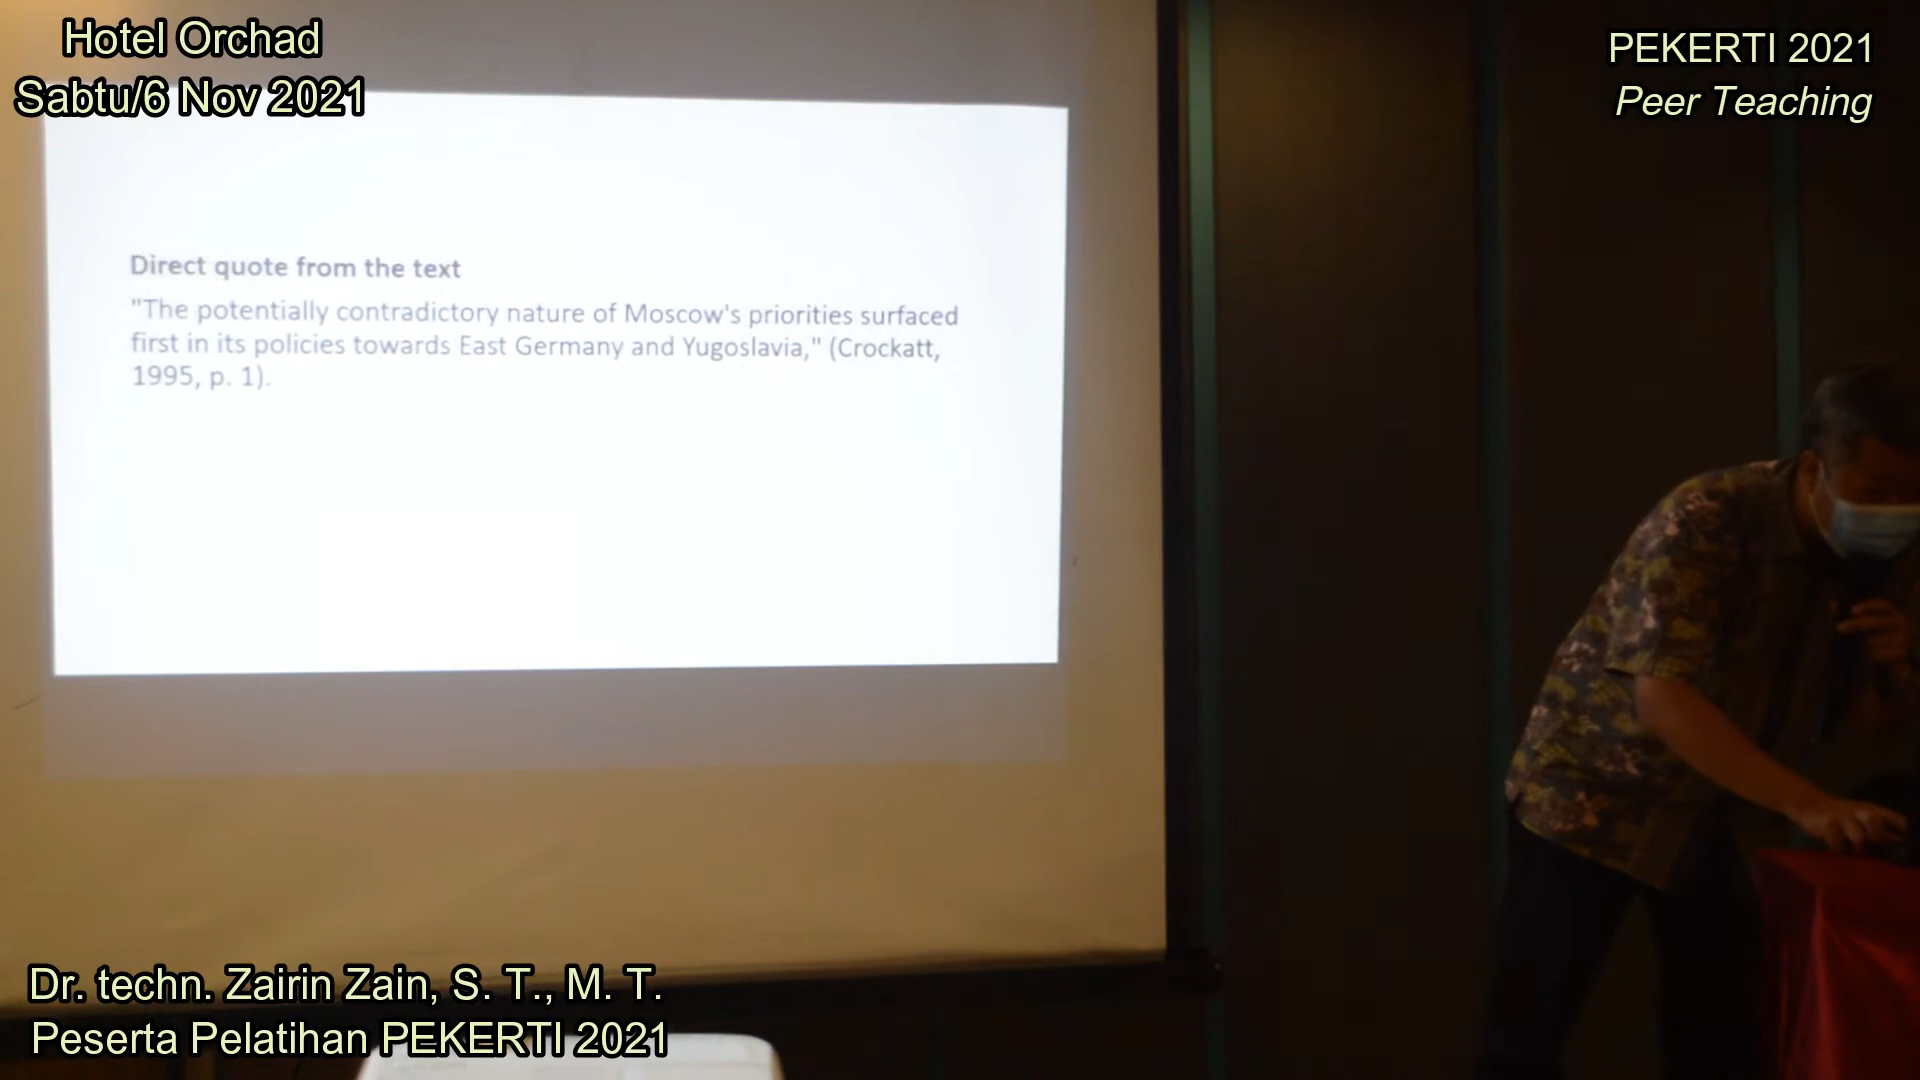 Hotel Orchad
Sabtu/6 Nov 2021
PEKERTI 2021
Peer Teaching
Direct quote from the text
"The potentially contradictory nature of Moscow's priorities surfaced
first in its policies towards East Germany and Yugoslavia," (Crockatt,
1995, p. 1).
Dr. techn. Zairin Zain, S. T., M. T.
Peserta Pelatihan PEKERTI 2021